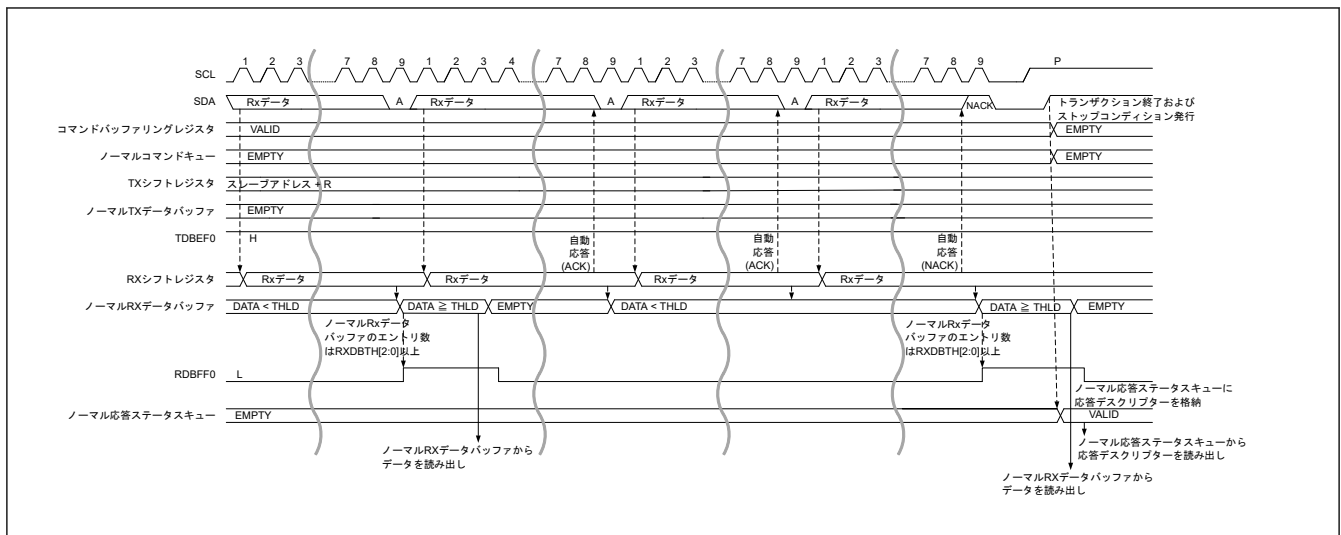 1 2 3 7 8 9 1 2 3 4 7 8 9 1 2 3 7 8 9 1 2 3 7 8 9 P
SCL
SDA Rxデータ A Rxデータ A Rxデータ A Rxデータ NACK トランザクション終了および
ストップコンディション発行
コマンドバッファリングレジスタ VALID EMPTY
ノーマルコマンドキュー EMPTY EMPTY
TXシフトレジスタ スレーブアドレス + R
ノーマルTXデータバッファ EMPTY
TDBEF0 H 自動 自動 自動
応答 応答 応答
(ACK) (ACK) (NACK)
RXシフトレジスタ Rxデータ Rxデータ Rxデータ Rxデータ
ノーマルRXデータバッファ DATA < THLD DATA ≧ THLD EMPTY DATA < THLD DATA ≧ THLD EMPTY
ノーマルRxデータ ノーマルRxデータ
バッファのエントリ数 バッファのエントリ数
はRXDBTH[2:0]以上 はRXDBTH[2:0]以上
RDBFF0 L
ノーマル応答ステータスキューに
応答デスクリプターを格納
ノーマル応答ステータスキュー EMPTY VALID
ノーマル応答ステータスキューから
応答デスクリプターを読み出し
ノーマルRXデータバッファから
データを読み出し
ノーマルRXデータバッファから
データを読み出し